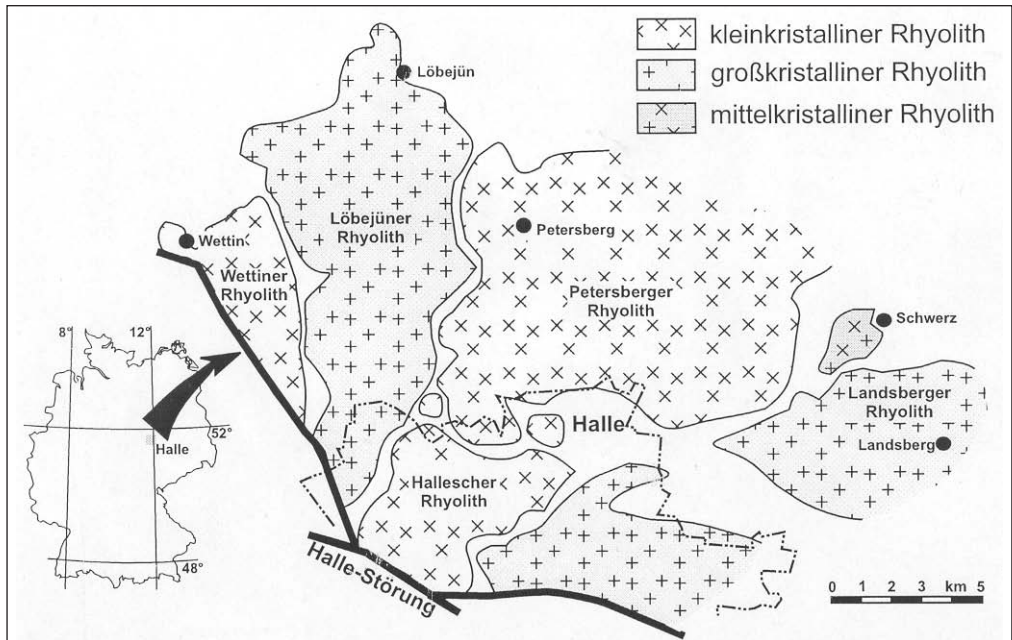 kleinkristalliner Rhyolith
großkristalliner Rhyolith
mittelkristalliner Rhyolith
Löbejün
Löbejüner
Rhyolith
Petersberg
Wettin
Wettiner
Rhyolith
Petersberger
Rhyolith
Schwerz
Landsberger
Rhyolith
Landsberg
Halle
Hallescher
Rhyolith
Halle-Störung
8° 12°
52°
Halle
48°
0 1 2 3 km 5